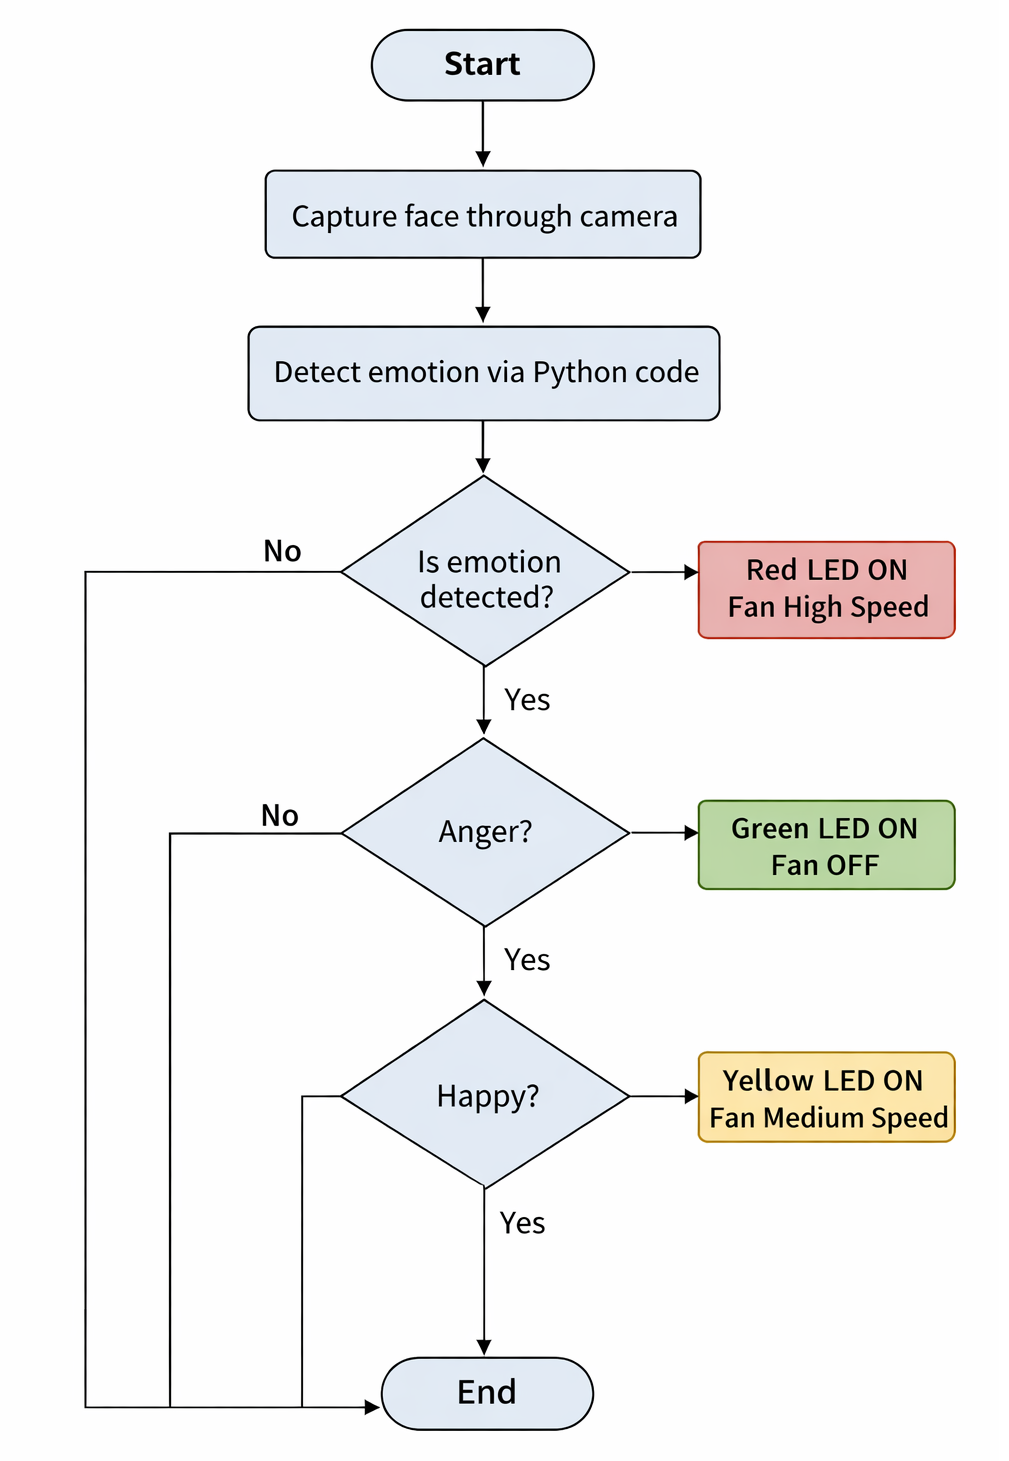 Start
Capture face through camera
Detect emotion via Python code
No
Is emotion
detected?
Red LED ON
Fan High Speed
Yes
No
Anger?
Green LED ON
Fan OFF
Yes
Happy?
Yellow LED ON
Fan Medium Speed
Yes
End